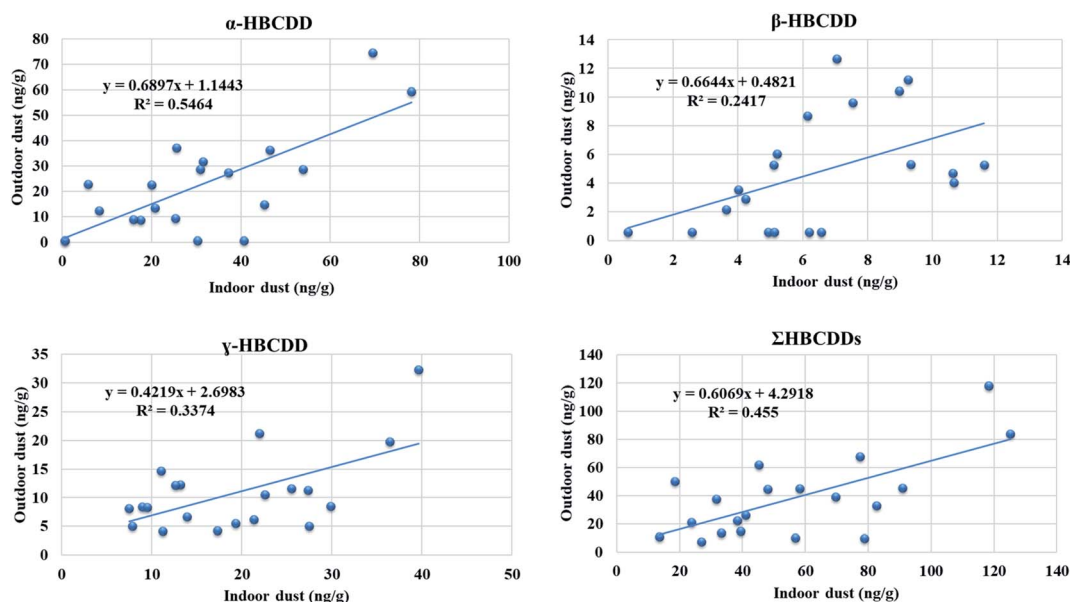 α-HBCDD
y = 0.6897x + 1.1443
R² = 0.5464
Outdoor dust (ng/g)
80
70
60
50
40
30
20
10
0
0 20 40 60 80 100
Indoor dust (ng/g)
β-HBCDD
y = 0.6644x + 0.4821
R² = 0.2417
Outdoor dust (ng/g)
14
12
10
8
6
4
2
0
0 2 4 6 8 10 12 14
Indoor dust (ng/g)
ɣ-HBCDD
y = 0.4219x + 2.6983
R² = 0.3374
Outdoor dust (ng/g)
35
30
25
20
15
10
5
0
0 10 20 30 40 50
Indoor dust (ng/g)
ΣHBCDDs
y = 0.6069x + 4.2918
R² = 0.455
Outdoor dust (ng/g)
140
120
100
80
60
40
20
0
0 20 40 60 80 100 120 140
Indoor dust (ng/g)